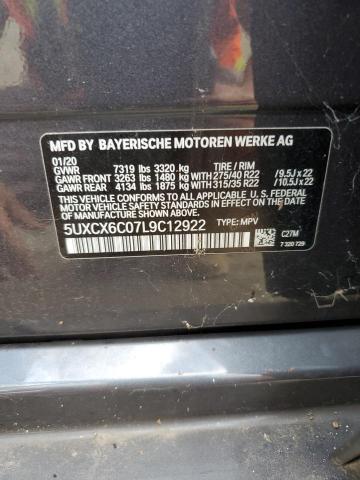 MFD BY BAYERISCHE MOTOREN WERKE AG
01/20
GVWR 7319 lbs 3320 kg TIRE / RIM
GAWR FRONT 3263 lbs 1480 kg WITH 275/40 R22 /9.5J x 22
GAWR REAR 4134 lbs 1875 kg WITH 315/35 R22 /10.5J x 22
THIS VEHICLE CONFORMS TO ALL APPLICABLE U. S. FEDERAL
MOTOR VEHICLE SAFETY STANDARDS IN EFFECT ON THE DATE OF MANUFACTURE SHOWN ABOVE.
5UXCX6C07L9C12922 TYPE: MPV
C27M
7 320 729